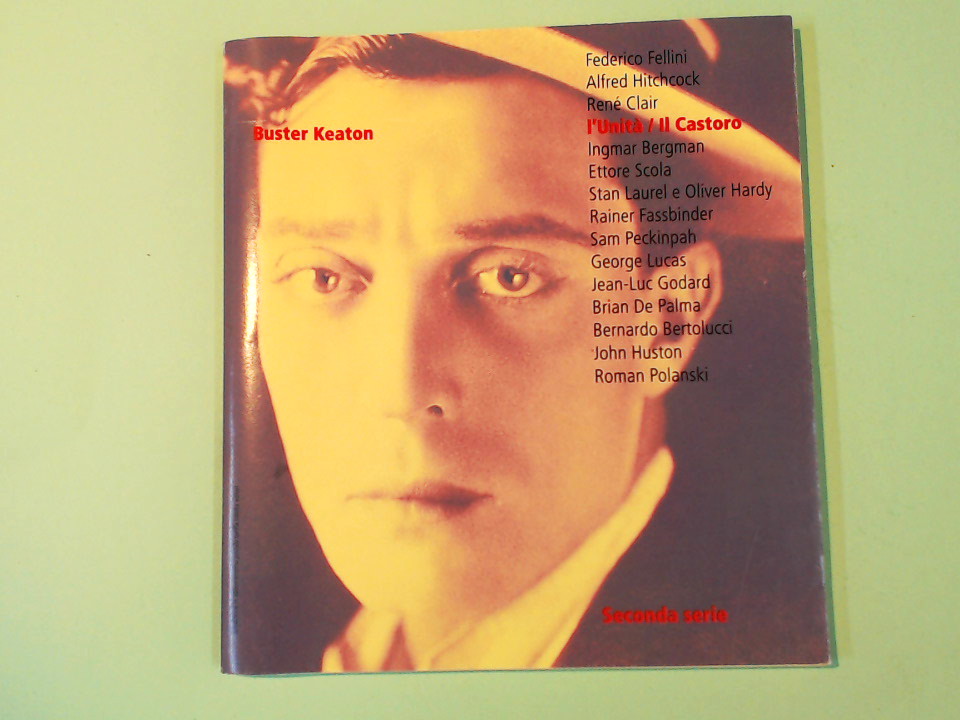 Buster Keaton
Federico Fellini
Alfred Hitchcock
René Clair
l'Unità / Il Castoro
Ingmar Bergman
Ettore Scola
Stan Laurel e Oliver Hardy
Rainer Fassbinder
Sam Peckinpah
George Lucas
Jean-Luc Godard
Brian De Palma
Bernardo Bertolucci
John Huston
Roman Polanski
Seconda serie